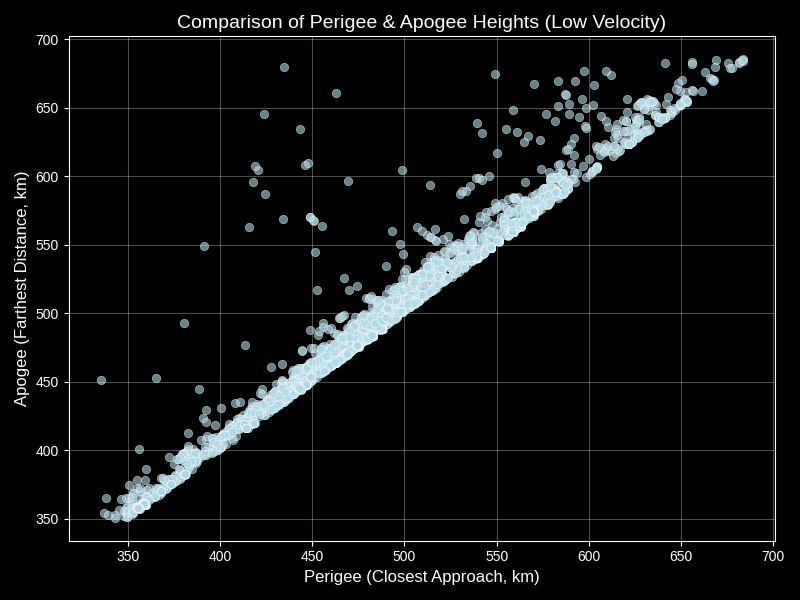 Comparison of Perigee & Apogee Heights (Low Velocity)
Apogee (Farthest Distance, km)
700
650
600
550
500
450
400
350
350 400 450 500 550 600 650 700
Perigee (Closest Approach, km)